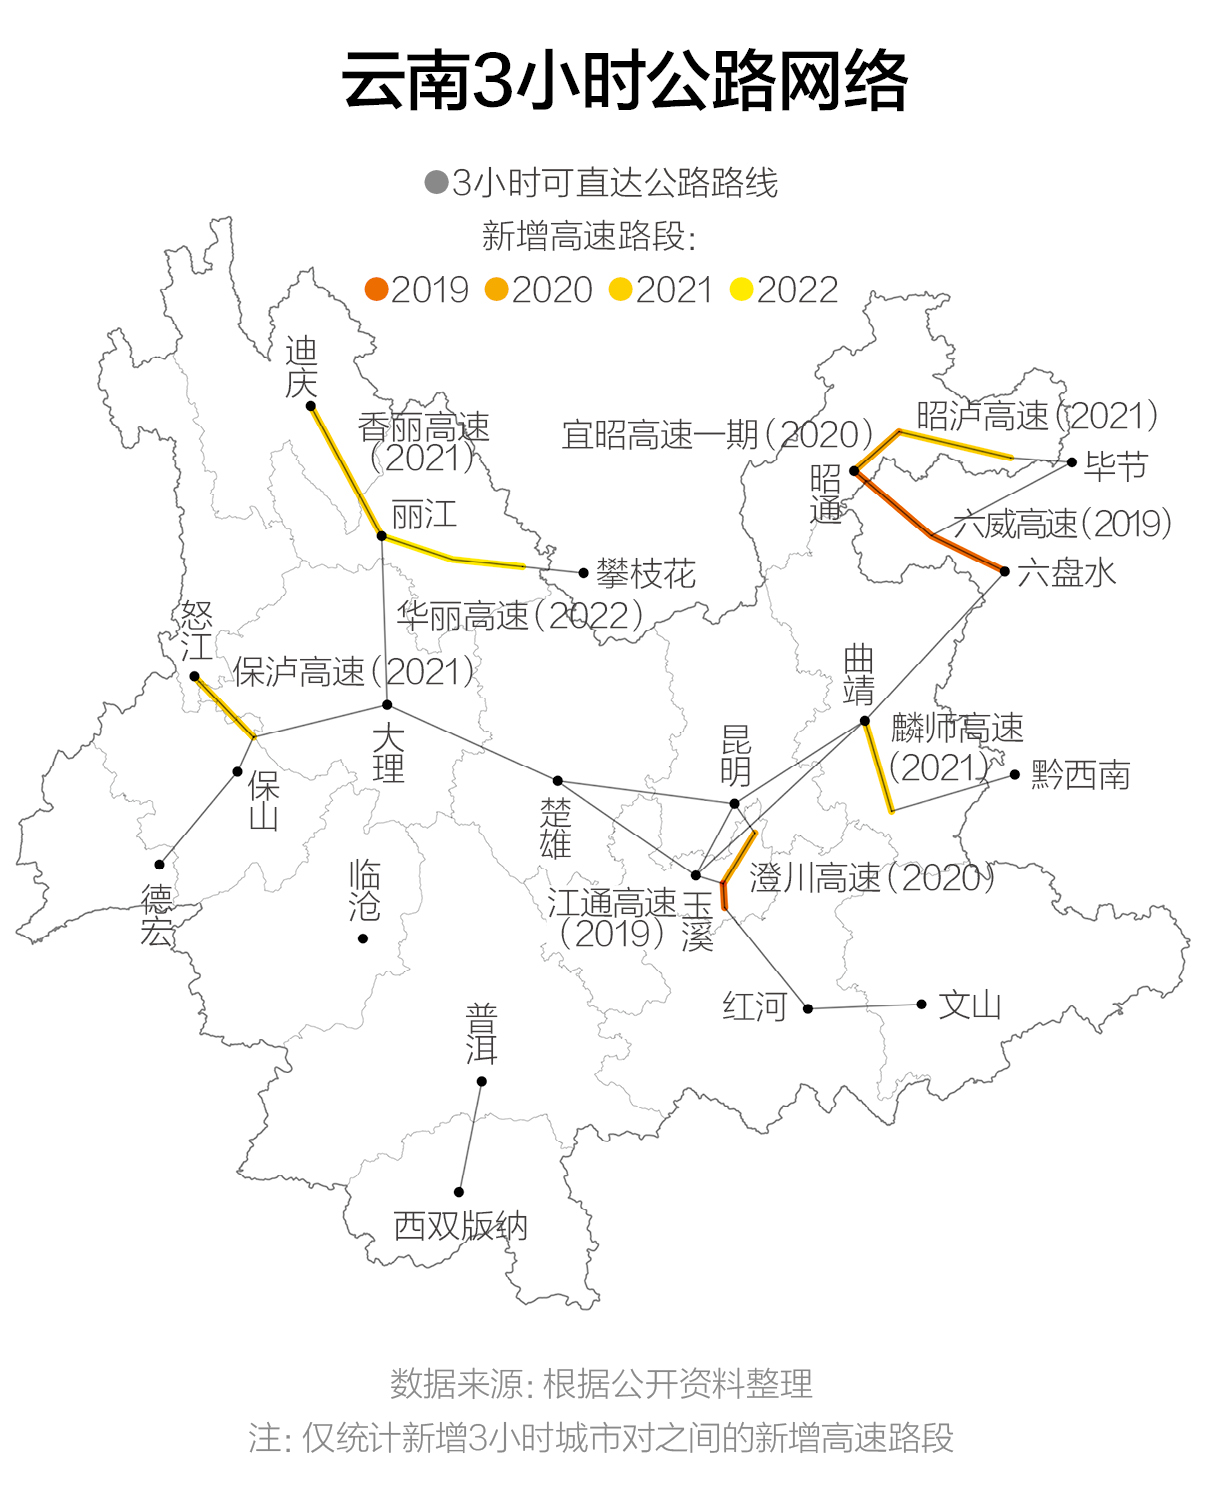 云南3小时公路网络
3小时可直达公路路线
新增高速路段:
2019 2020 2021 2022
迪庆
香丽高速
(2021)
丽江
攀枝花
华丽高速(2022)
宜昭高速一期(2020)
昭泸高速(2021)
昭通
毕节
六威高速(2019)
六盘水
怒江
保泸高速(2021)
大理
保山
德宏
曲靖
麟师高速
(2021)
黔西南
昆明
楚雄
澄川高速(2020)
江通高速
(2019)
玉溪
临沧
红河
文山
普洱
西双版纳
数据来源: 根据公开资料整理
注: 仅统计新增3小时城市对之间的新增高速路段